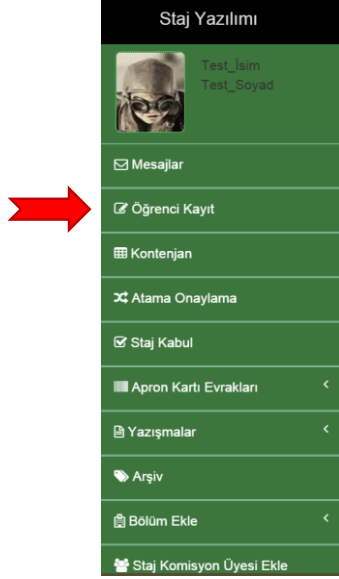 Staj Yazılımı
Test_İsim
Test_Soyad
Mesajlar
Öğrenci Kayıt
Kontenjan
Atama Onaylama
Staj Kabul
Apron Kartı Evrakları
Yazışmalar
Arşiv
Bölüm Ekle
Staj Komisyon Üyesi Ekle